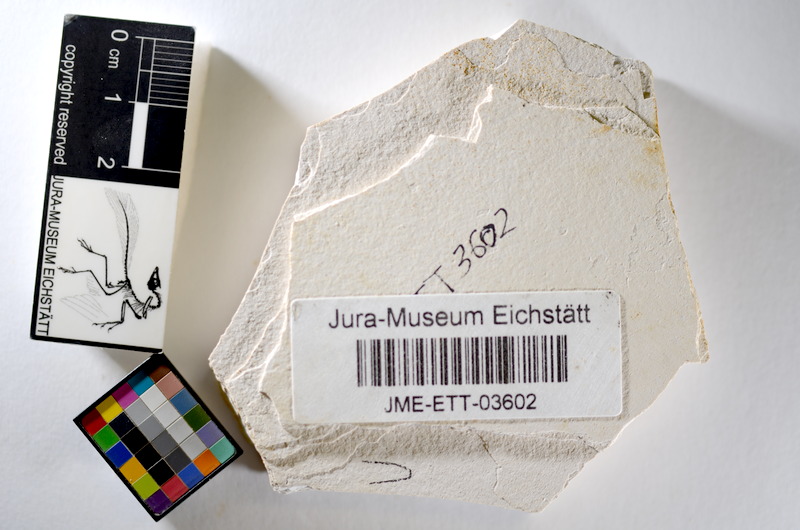 0
cm
1
2
copyright reserved
JURA-MUSEUM EICHSTÄTT
ETT 3602
Jura-Museum Eichstätt
JME-ETT-03602